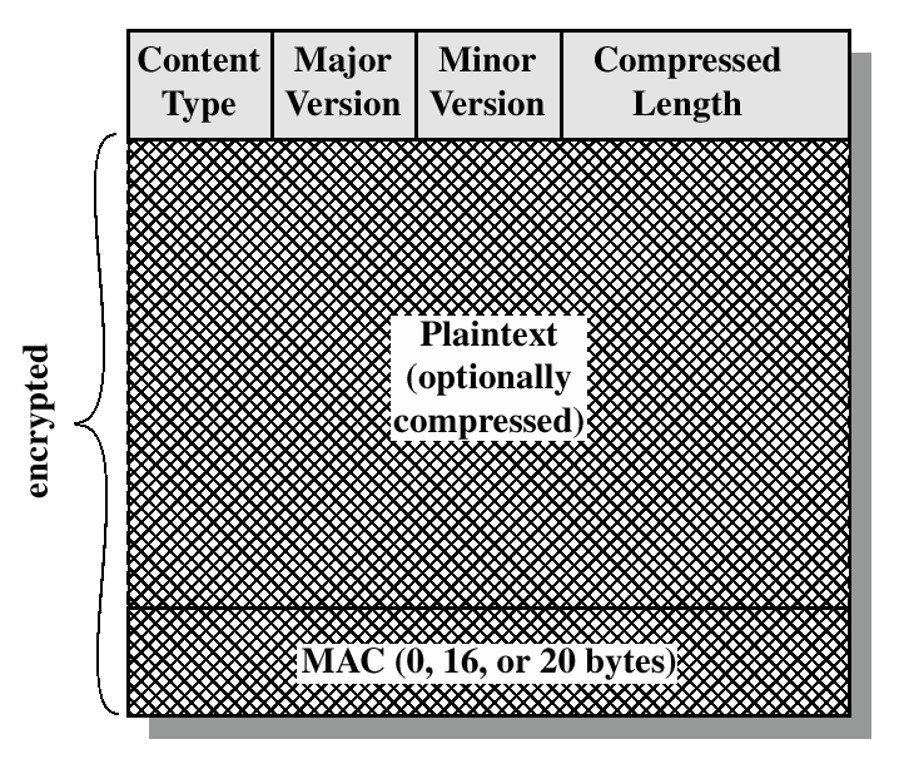 Content
Type
Major
Version
Minor
Version
Compressed
Length
encrypted
Plaintext
(optionally
compressed)
MAC (0, 16, or 20 bytes)